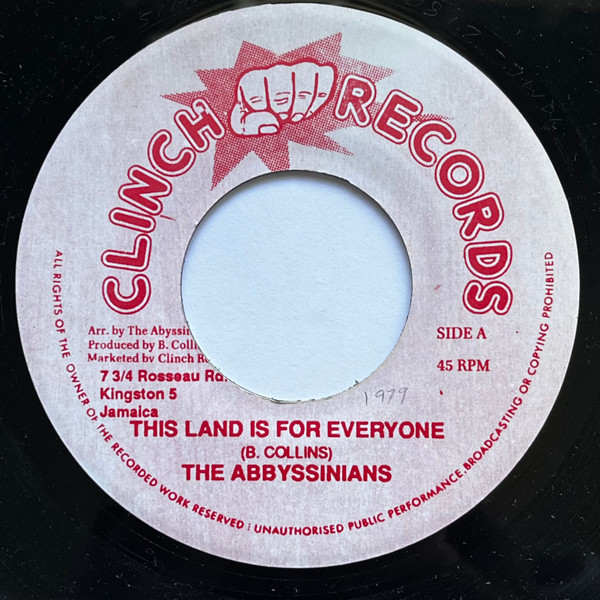 CLINCH RECORDS
Arr. by The Abyssin
Produced by B. Colli
Marketed by Clinch R
SIDE A
45 RPM
7 3/4 Rosseau Rd.
Kingston 5
Jamaica
1979
THIS LAND IS FOR EVERYONE
(B. COLLINS)
THE ABBYSSINIANS
ALL RIGHTS OF THE OWNER OF THE RECORDED WORK RESERVED : UNAUTHORISED PUBLIC PERFORMANCE. BROADCASTING OR COPYING PROHIBITED